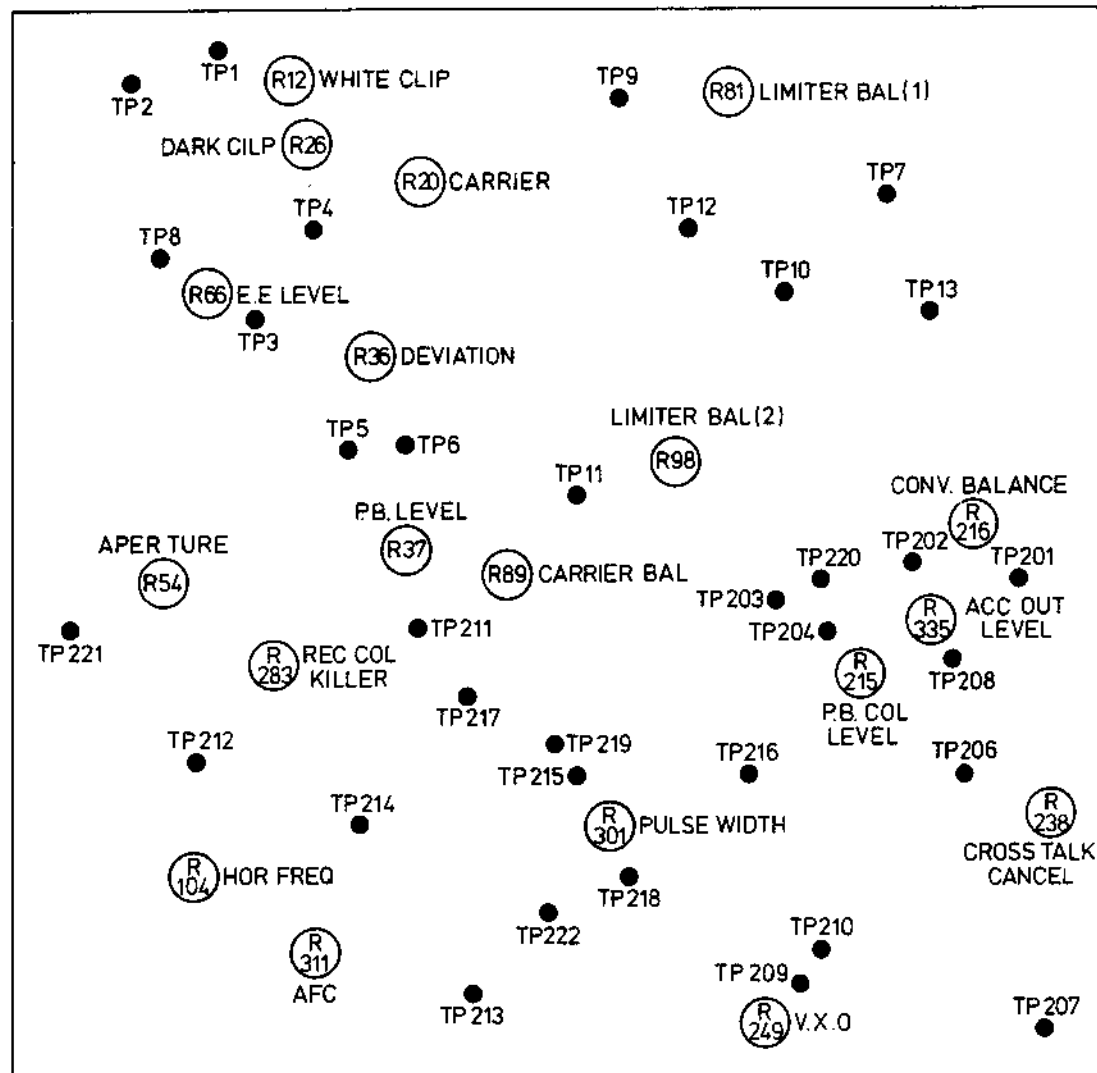 TP1
TP2
R12 WHITE CLIP
TP9
R81 LIMITER BAL(1)
DARK CILP R26
R20 CARRIER
TP7
TP4
TP12
TP8
R66 E.E LEVEL
TP10
TP13
TP3
R36 DEVIATION
LIMITER BAL(2)
R98
TP5
TP6
TP11
CONV. BALANCE
R
216
P.B. LEVEL
R37
APER TURE
R54
R89 CARRIER BAL
TP202
TP220
TP201
TP203
TP204
R
335
ACC OUT
LEVEL
TP211
TP221
R
283
REC COL
KILLER
R
215
P.B. COL
LEVEL
TP208
TP217
TP212
TP219
TP215
TP216
TP206
TP214
R
301
PULSE WIDTH
R
238
CROSS TALK
CANCEL
R
104
HOR FREQ
TP218
TP222
TP210
R
311
AFC
TP209
TP213
R
249
V.X.O
TP207